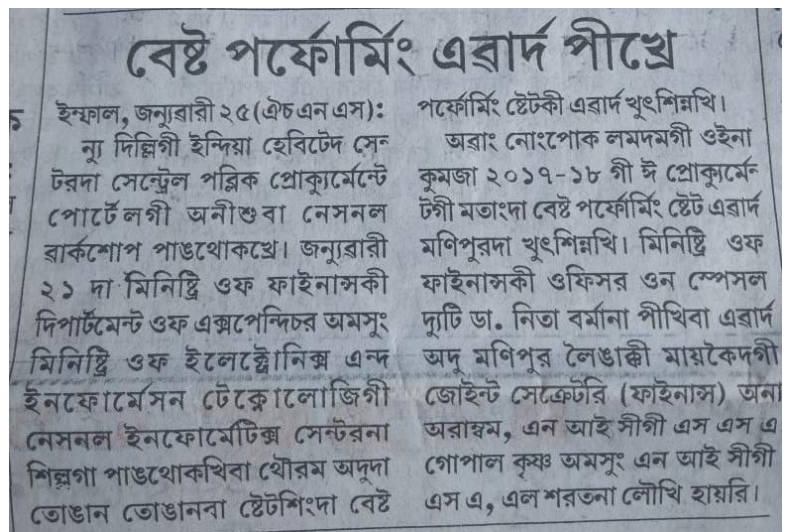 বেষ্ট পর্ফোর্মিং এৱার্দ পীখ্রে
ইম্ফাল, জনুৱারী ২৫(এচ এন এস):
ন্যু দিল্লিগী ইন্দিয়া হেবিটেদ সেন্
টরদা সেন্ট্রেল পব্লিক প্রোক্যুর্মেন্টে
পোর্টেলগী অনীশুবা নেসনল
ৱার্কশোপ পাঙথোকখ্রে। জনুৱারী
২১ দা মিনিষ্ট্রি ওফ ফাইনান্সকী
দিপার্টমেন্ট ওফ এক্সপেন্দিচর অমসুং
মিনিষ্ট্রি ওফ ইলেক্ট্রোনিক্স এন্দ
ইনফোর্মেসন টেক্নোলোজিগী
নেসনল ইনফোর্মেটিক্স সেন্টরনা
শিন্নগা পাঙথোকখিবা থৌরম অদুদা
তোঙান তোঙানবা ষ্টেটশিংদা বেষ্ট
পর্ফোর্মিং ষ্টেটকী এৱার্দ খুৎশিন্নখি।
অৱাং নোংপোক লমদমগী ওইনা
কুমজা ২০১৭-১৮ গী ঈ প্রোক্যুর্মেন্
টগী মতাংদা বেষ্ট পর্ফোর্মিং ষ্টেট এৱার্দ
মণিপুরদা খুৎশিন্নখি। মিনিষ্ট্রি ওফ
ফাইনান্সকী ওফিসর ওন স্পেসল
দ্যুটি ডা. নিতা বর্মানা পীখিবা এৱার্দ
অদু মণিপুর লৈঙাক্কী মায়কৈদগী
জোইন্ট সেক্রেটরি (ফাইনান্স) অনা
অরাম্বম, এন আই সীগী এস এস এ
গোপাল কৃষ্ণ অমসুং এন আই সীগী
এস এ, এল শরতনা লৌখি হায়রি।